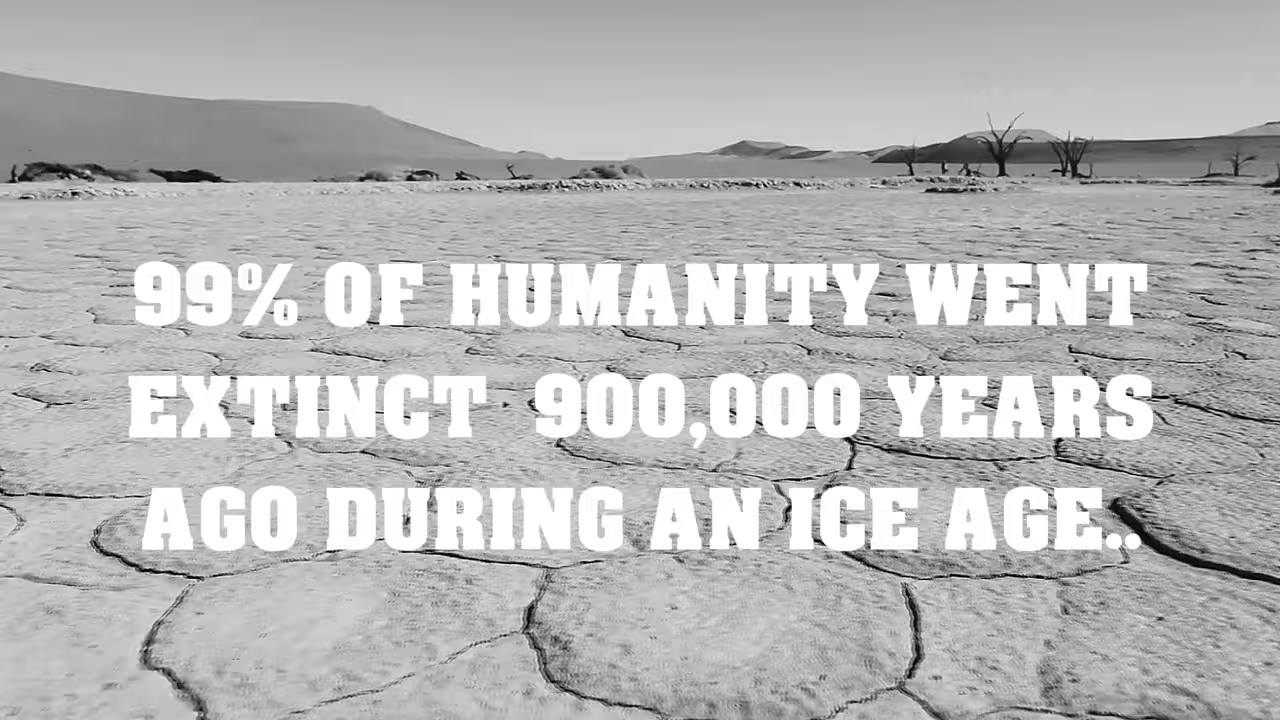 99% OF HUMANITY WENT
EXTINCT  900,000 YEARS
AGO DURING AN ICE AGE..